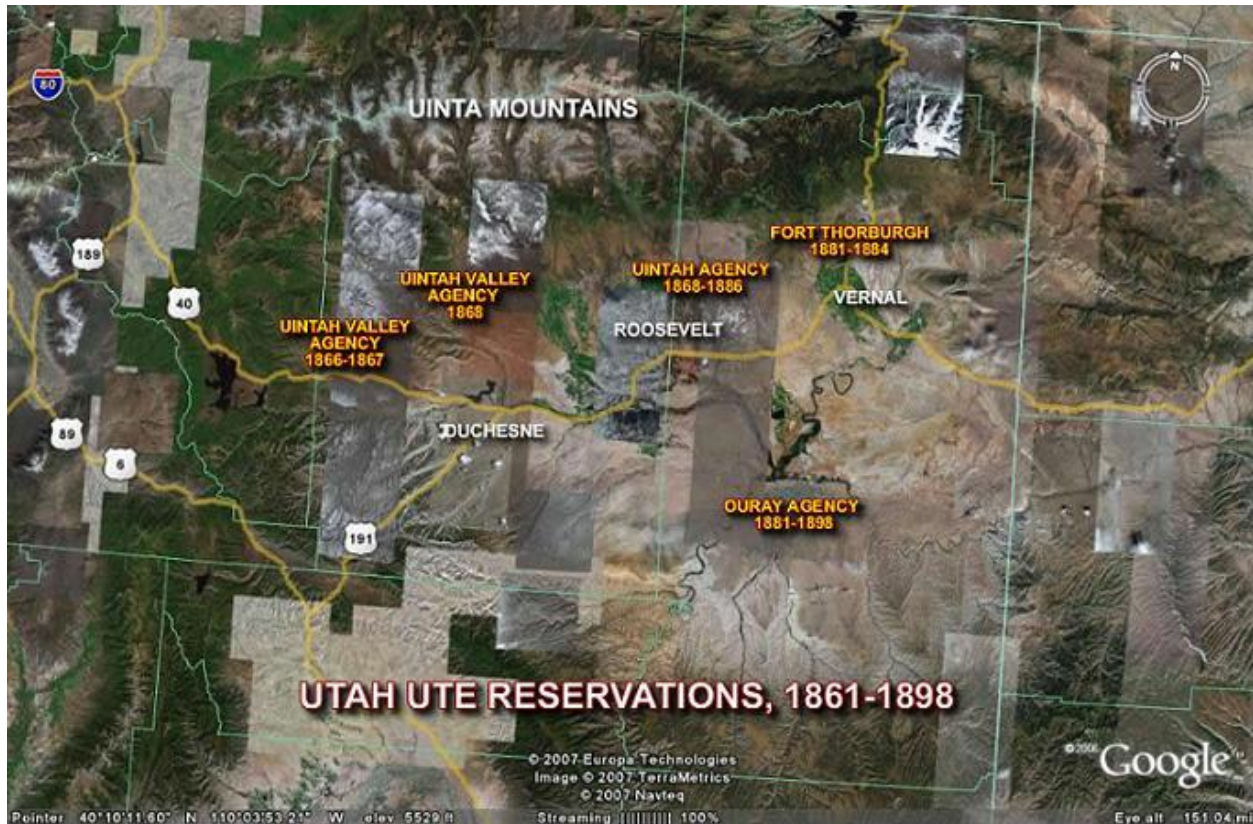 80
UINTA MOUNTAINS
N
189
40
FORT THORBURGH
1881-1884
UINTAH VALLEY
AGENCY
1868
UINTAH AGENCY
1868-1886
VERNAL
UINTAH VALLEY
AGENCY
1866-1867
ROOSEVELT
89
6
DUCHESNE
191
OURAY AGENCY
1881-1898
UTAH UTE RESERVATIONS, 1861-1898
© 2007 Europa Technologies
Image © 2007 TerraMetrics
© 2007 Navteq
© 2006 Google™
Pointer 40°10'11.60" N 110°03'53.21" W elev 5529 ft Streaming ||||||||| 100% Eye alt 151.04 mi